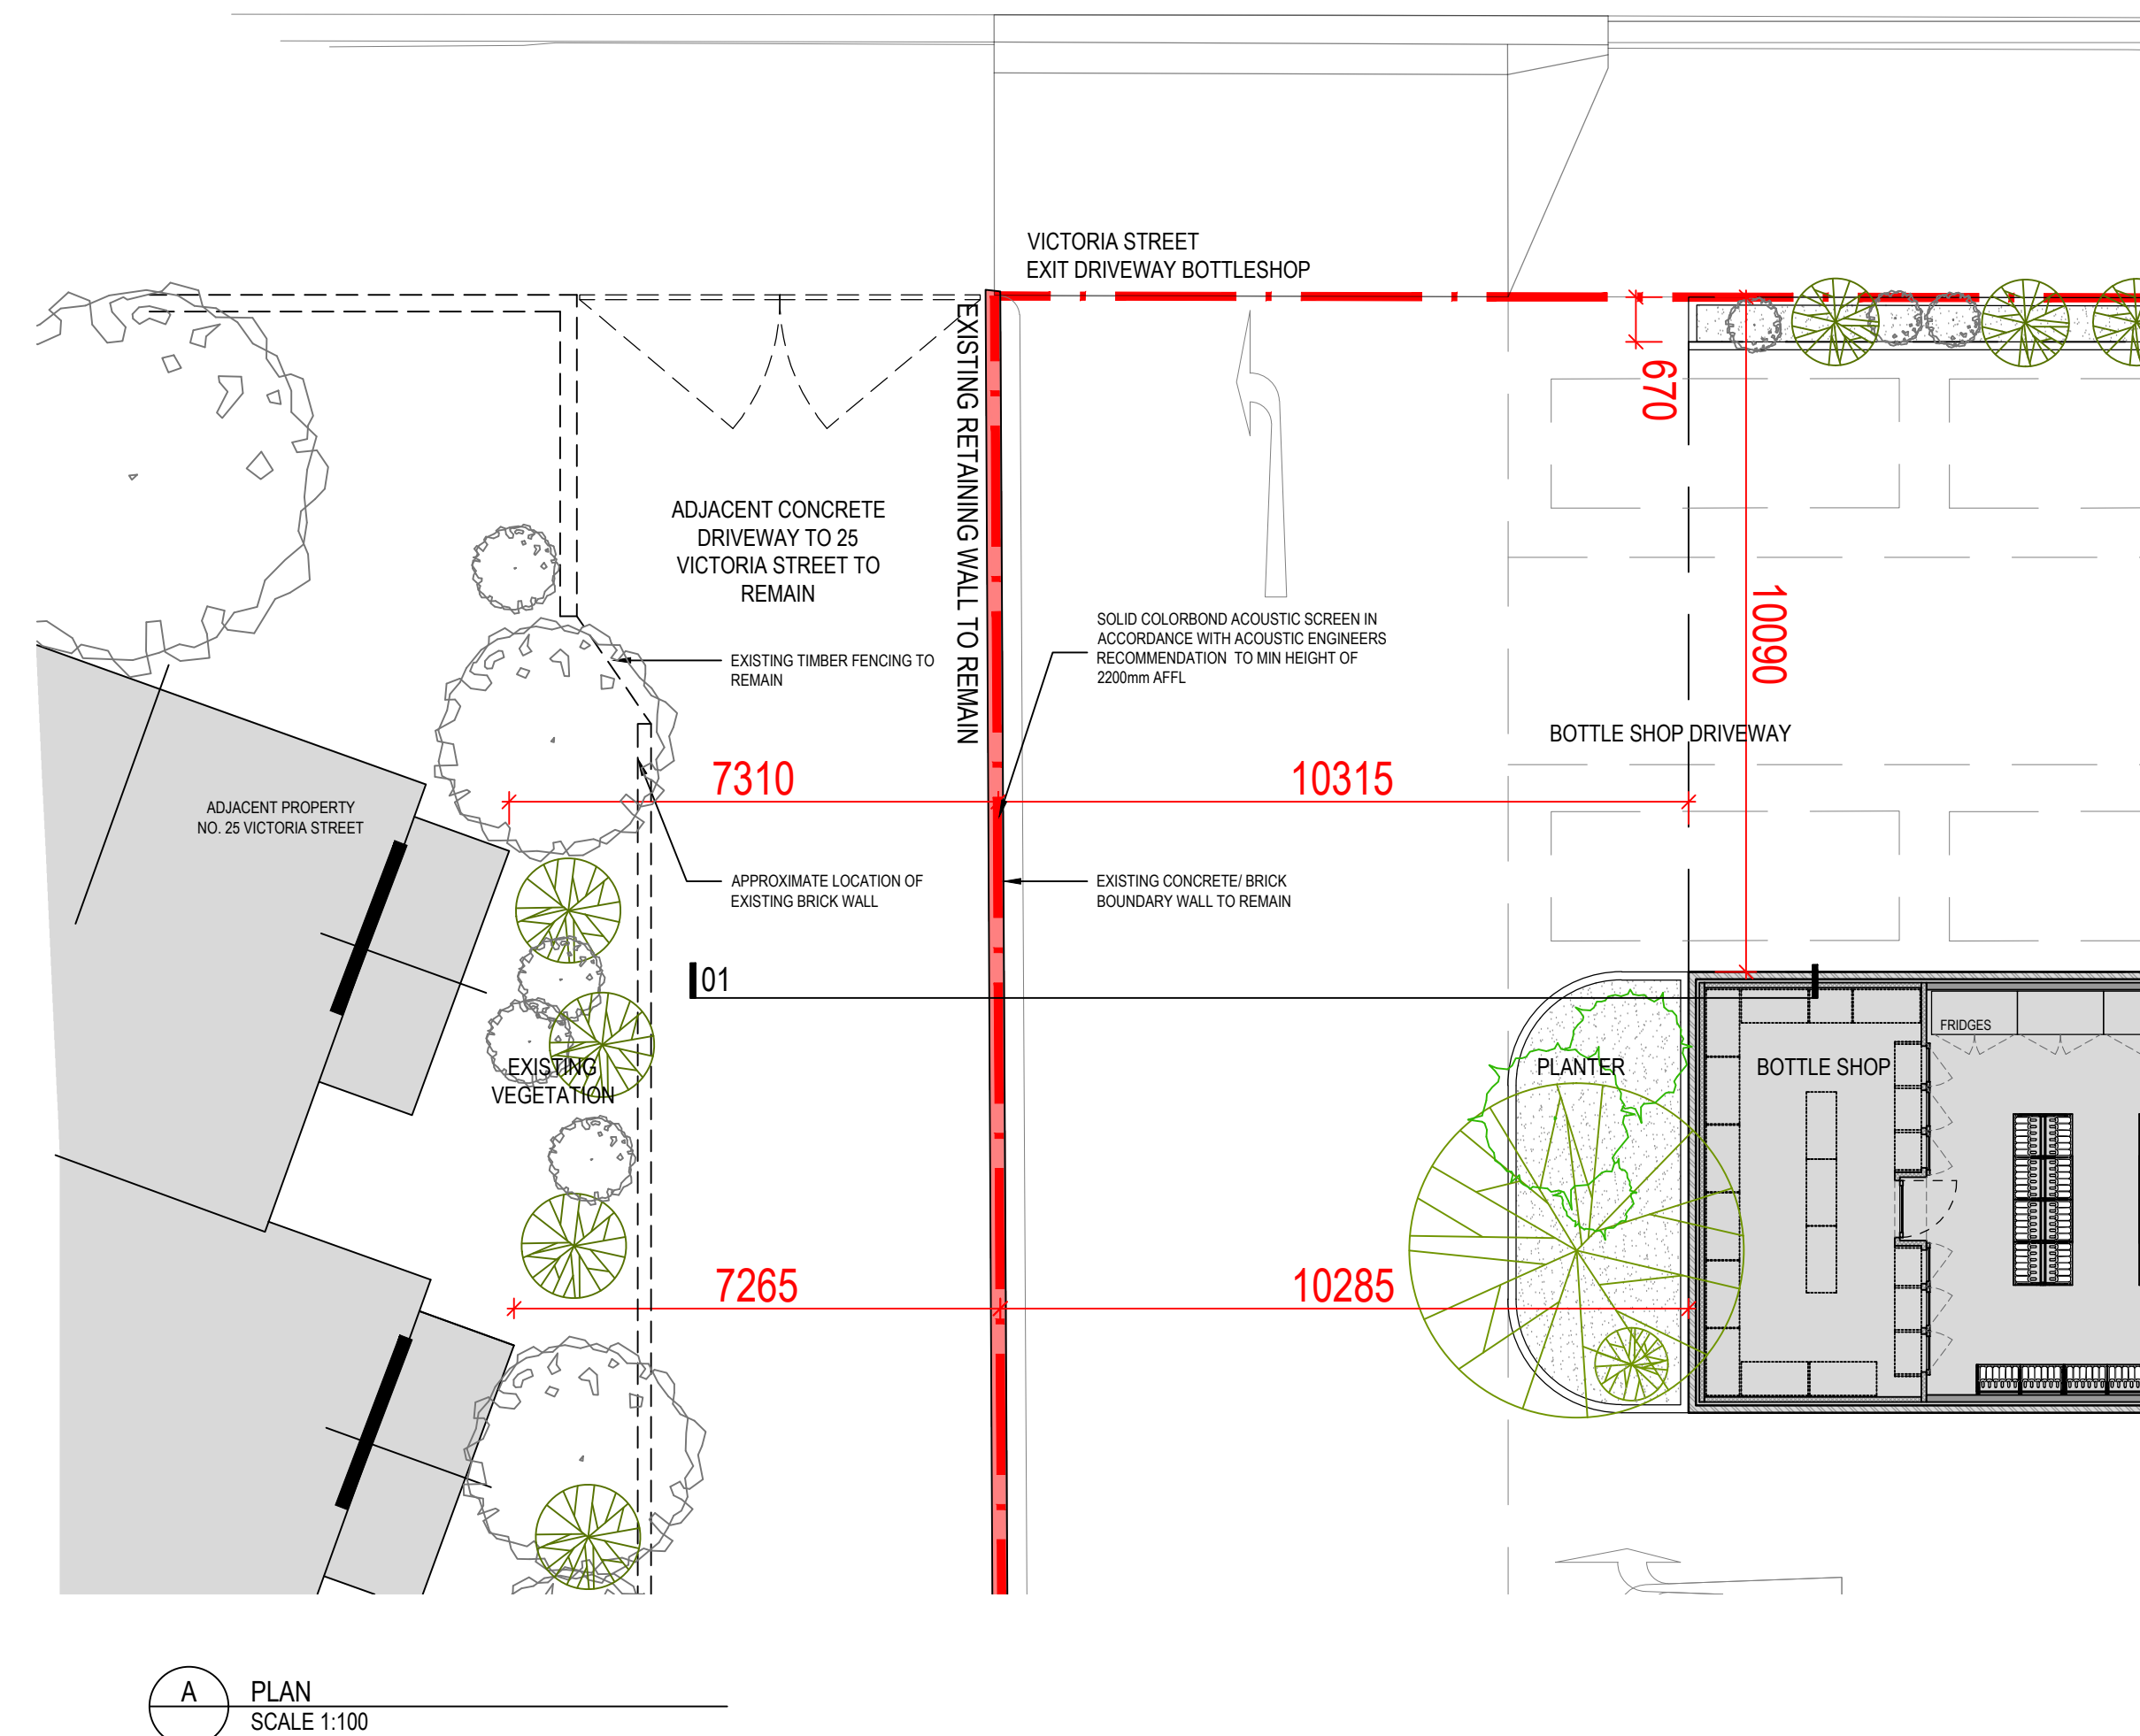 VICTORIA STREET
EXIT DRIVEWAY BOTTLESHOP
EXISTING RETAINING WALL TO REMAIN
670
ADJACENT CONCRETE
DRIVEWAY TO 25
VICTORIA STREET TO
REMAIN
10090
SOLID COLORBOND ACOUSTIC SCREEN IN
ACCORDANCE WITH ACOUSTIC ENGINEERS
RECOMMENDATION TO MIN HEIGHT OF
2200mm AFFL
EXISTING TIMBER FENCING TO
REMAIN
BOTTLE SHOP DRIVEWAY
7310
10315
ADJACENT PROPERTY
NO. 25 VICTORIA STREET
APPROXIMATE LOCATION OF
EXISTING BRICK WALL
EXISTING CONCRETE/ BRICK
BOUNDARY WALL TO REMAIN
01
FRIDGES
EXISTING
VEGETATION
PLANTER
BOTTLE SHOP
7265
10285
A
PLAN
SCALE 1:100